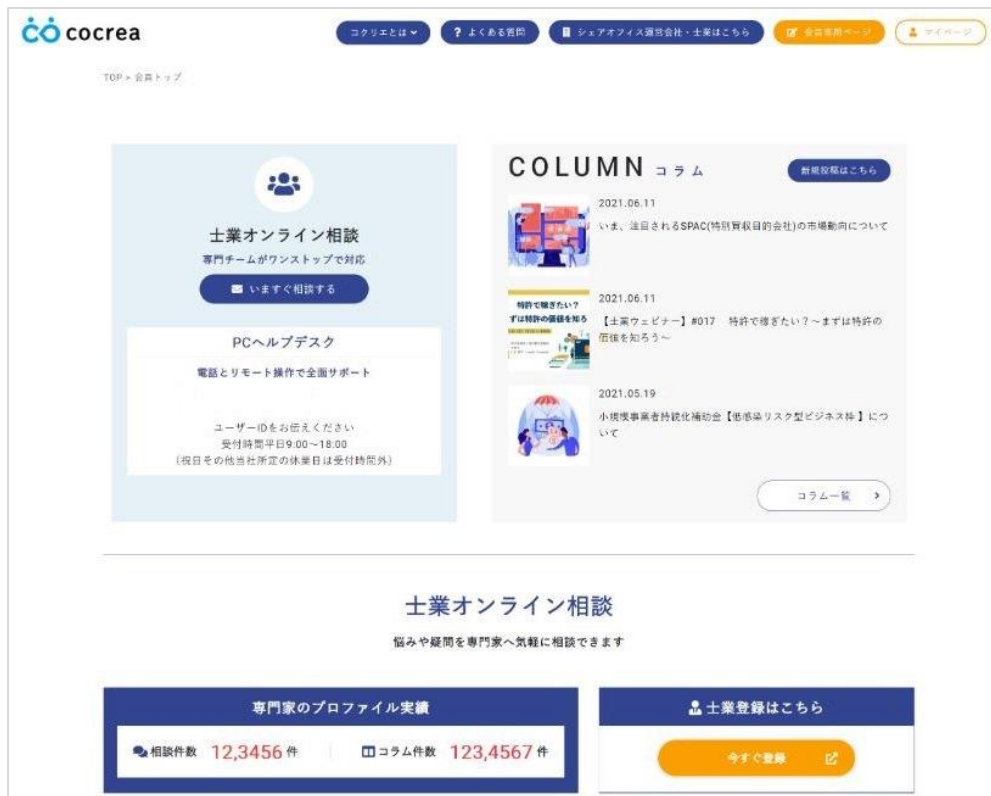 cocrea
コクリエとは
? よくある質問
シェアオフィス運営会社・士業はこちら
会員専用ページ
マイページ
TOP > 会員トップ
士業オンライン相談
専門チームがワンストップで対応
いますぐ相談する
PCヘルプデスク
電話とリモート操作で全面サポート
ユーザーIDをお伝えください
受付時間平日9:00〜18:00
(祝日その他当社所定の休業日は受付時間外)
COLUMN コラム
新規投稿はこちら
2021.06.11
いま、注目されるSPAC(特別買収目的会社)の市場動向について
特許で稼ぎたい?
ずは特許の価値を知ろ
2021.06.11
【士業ウェビナー】#017 特許で稼ぎたい?〜まずは特許の
価値を知ろう〜
2021.05.19
小規模事業者持続化補助金【低感染リスク型ビジネス枠】につ
いて
コラム一覧 >
士業オンライン相談
悩みや疑問を専門家へ気軽に相談できます
専門家のプロファイル実績
相談件数 12,3456 件
コラム件数 123,4567 件
士業登録はこちら
今すぐ登録